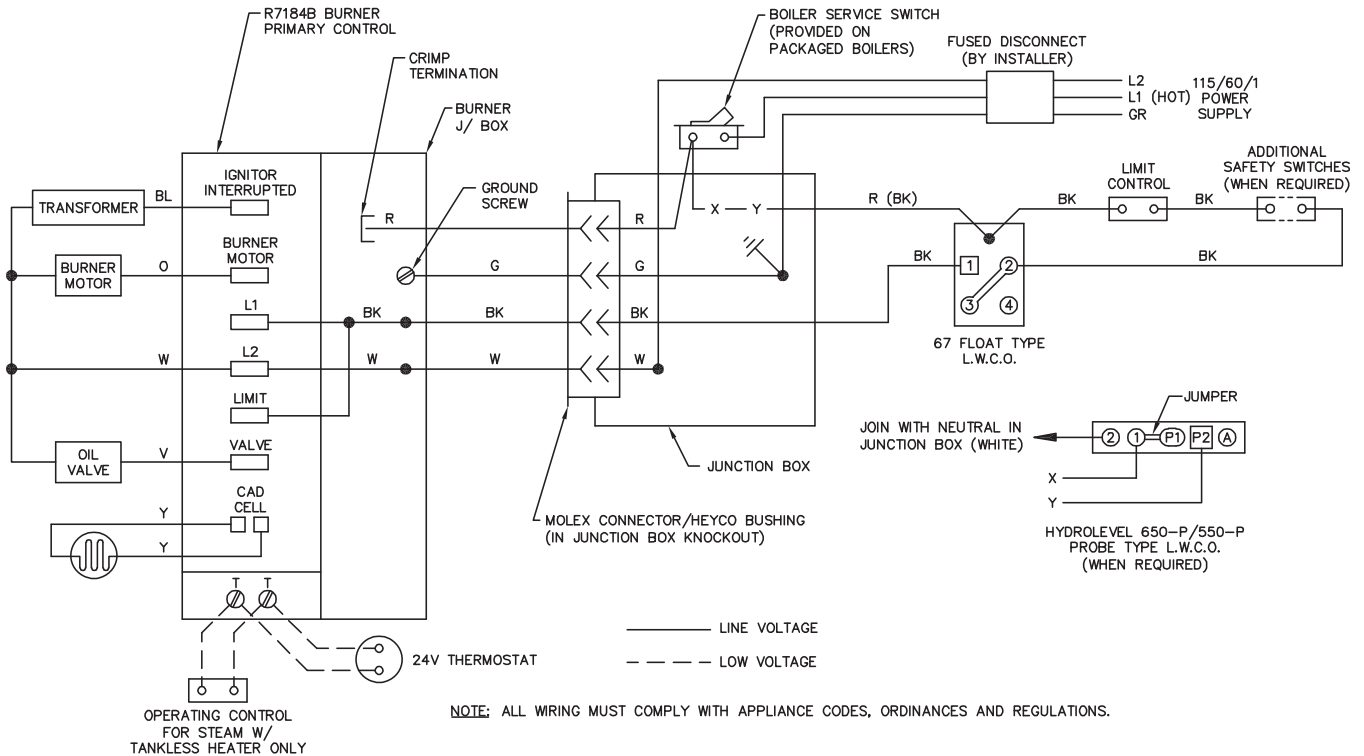 R7184B BURNER
PRIMARY CONTROL
CRIMP
TERMINATION
BURNER
J/ BOX
BOILER SERVICE SWITCH
(PROVIDED ON
PACKAGED BOILERS)
FUSED DISCONNECT
(BY INSTALLER)
L2
L1 (HOT)
GR
115/60/1
POWER
SUPPLY
IGNITOR
INTERRUPTED
TRANSFORMER
BL
GROUND
SCREW
LIMIT
CONTROL
ADDITIONAL
SAFETY SWITCHES
(WHEN REQUIRED)
R
R
X
Y
R (BK)
BK
BK
BURNER
MOTOR
BURNER
MOTOR
O
G
G
BK
1
2
BK
3
4
L1
BK
BK
BK
67 FLOAT TYPE
L.W.C.O.
L2
W
W
W
W
LIMIT
JUMPER
JOIN WITH NEUTRAL IN
JUNCTION BOX (WHITE)
2
1
P1
P2
A
X
Y
HYDROLEVEL 650-P/550-P
PROBE TYPE L.W.C.O.
(WHEN REQUIRED)
OIL
VALVE
V
VALVE
JUNCTION BOX
CAD
CELL
Y
Y
MOLEX CONNECTOR/HEYCO BUSHING
(IN JUNCTION BOX KNOCKOUT)
T
T
24V THERMOSTAT
LINE VOLTAGE
LOW VOLTAGE
OPERATING CONTROL
FOR STEAM W/
TANKLESS HEATER ONLY
NOTE: ALL WIRING MUST COMPLY WITH APPLIANCE CODES, ORDINANCES AND REGULATIONS.